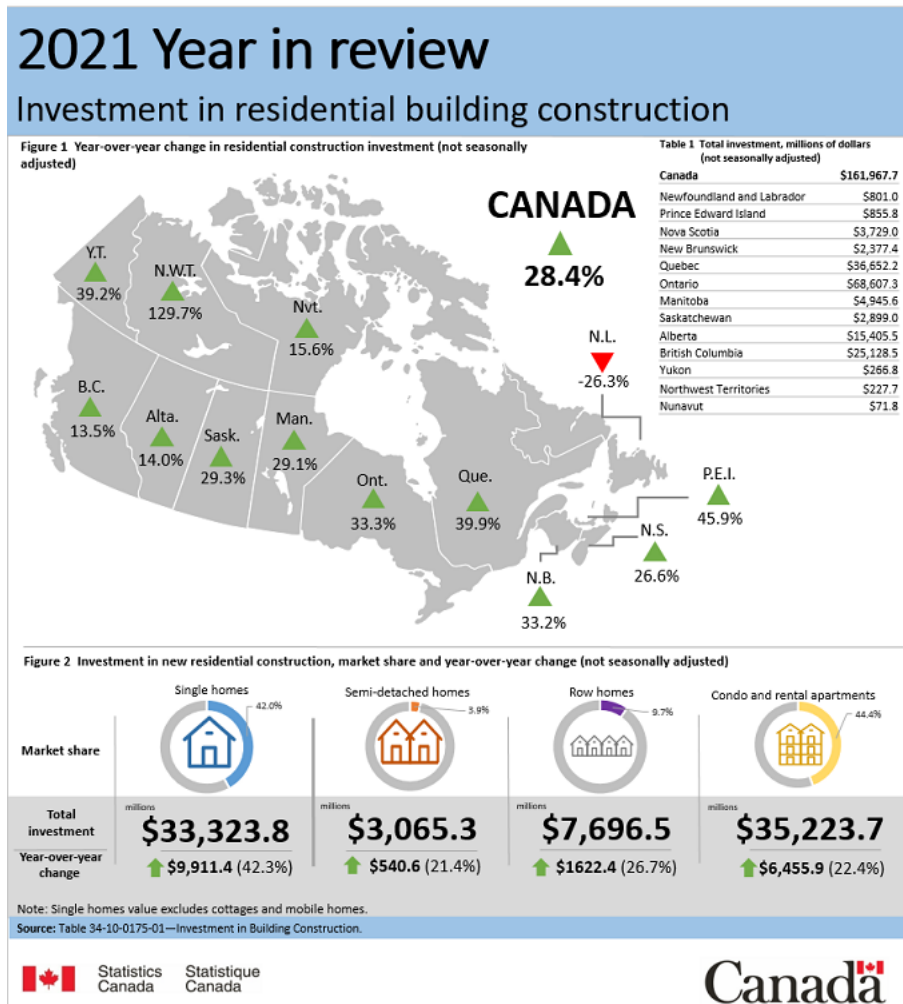 2021 Year in review
Investment in residential building construction
Figure 1 Year-over-year change in residential construction investment (not seasonally
adjusted)
CANADA
28.4%
Y.T.
39.2%
N.W.T.
129.7%
Nvt.
15.6%
B.C.
13.5%
Alta.
14.0%
Sask.
29.3%
Man.
29.1%
Ont.
33.3%
Que.
39.9%
N.L.
-26.3%
P.E.I.
45.9%
N.S.
26.6%
N.B.
33.2%
Table 1 Total investment, millions of dollars
(not seasonally adjusted)
Canada $161,967.7
Newfoundland and Labrador $801.0
Prince Edward Island $855.8
Nova Scotia $3,729.0
New Brunswick $2,377.4
Quebec $36,652.2
Ontario $68,607.3
Manitoba $4,945.6
Saskatchewan $2,899.0
Alberta $15,405.5
British Columbia $25,128.5
Yukon $266.8
Northwest Territories $227.7
Nunavut $71.8
Figure 2 Investment in new residential construction, market share and year-over-year change (not seasonally adjusted)
Single homes Semi-detached homes Row homes Condo and rental apartments
Market share 42.0% 3.9% 9.7% 44.4%
millions millions millions millions
Total
investment
$33,323.8 $3,065.3 $7,696.5 $35,223.7
Year-over-year
change
$9,911.4 (42.3%) $540.6 (21.4%) $1622.4 (26.7%) $6,455.9 (22.4%)
Note: Single homes value excludes cottages and mobile homes.
Source: Table 34-10-0175-01—Investment in Building Construction.
Statistics Statistique
Canada Canada
Canada